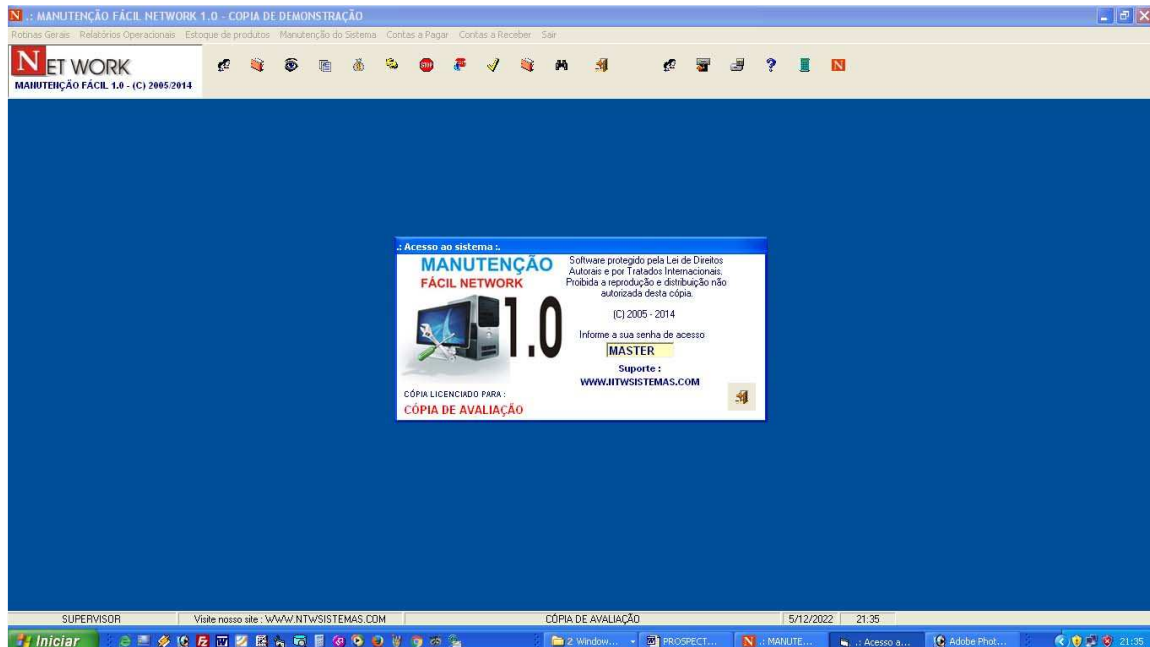 .: MANUTENÇÃO FÁCIL NETWORK 1.0 - COPIA DE DEMONSTRAÇÃO
Rotinas Gerais Relatórios Operacionais Estoque de produtos Manutenção do Sistema Contas a Pagar Contas a Receber Sair
NET WORK
MANUTENÇÃO FÁCIL 1.0 - (C) 2005/2014
STOP
N
.: Acesso ao sistema :.
MANUTENÇÃO
FÁCIL NETWORK
1.0
Software protegido pela Lei de Direitos
Autorais e por Tratados Internacionais.
Proibida a reprodução e distribuição não
autorizada desta cópia.
(C) 2005 - 2014
Informe a sua senha de acesso
MASTER
Suporte :
WWW.NTWSISTEMAS.COM
CÓPIA LICENCIADO PARA :
CÓPIA DE AVALIAÇÃO
SUPERVISOR Visite nosso site : WWW.NTWSISTEMAS.COM CÓPIA DE AVALIAÇÃO 5/12/2022 21:35
Iniciar 2 Window... PROSPECT... .: MANUTE... .: Acesso a... Adobe Phot... 21:35